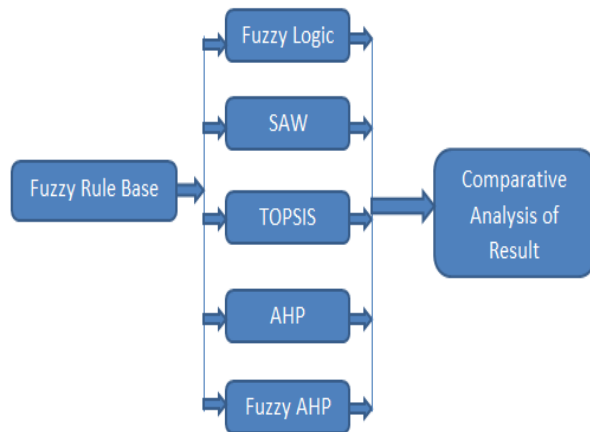 Fuzzy Rule Base
Fuzzy Logic
SAW
TOPSIS
AHP
Fuzzy AHP
Comparative
Analysis of
Result